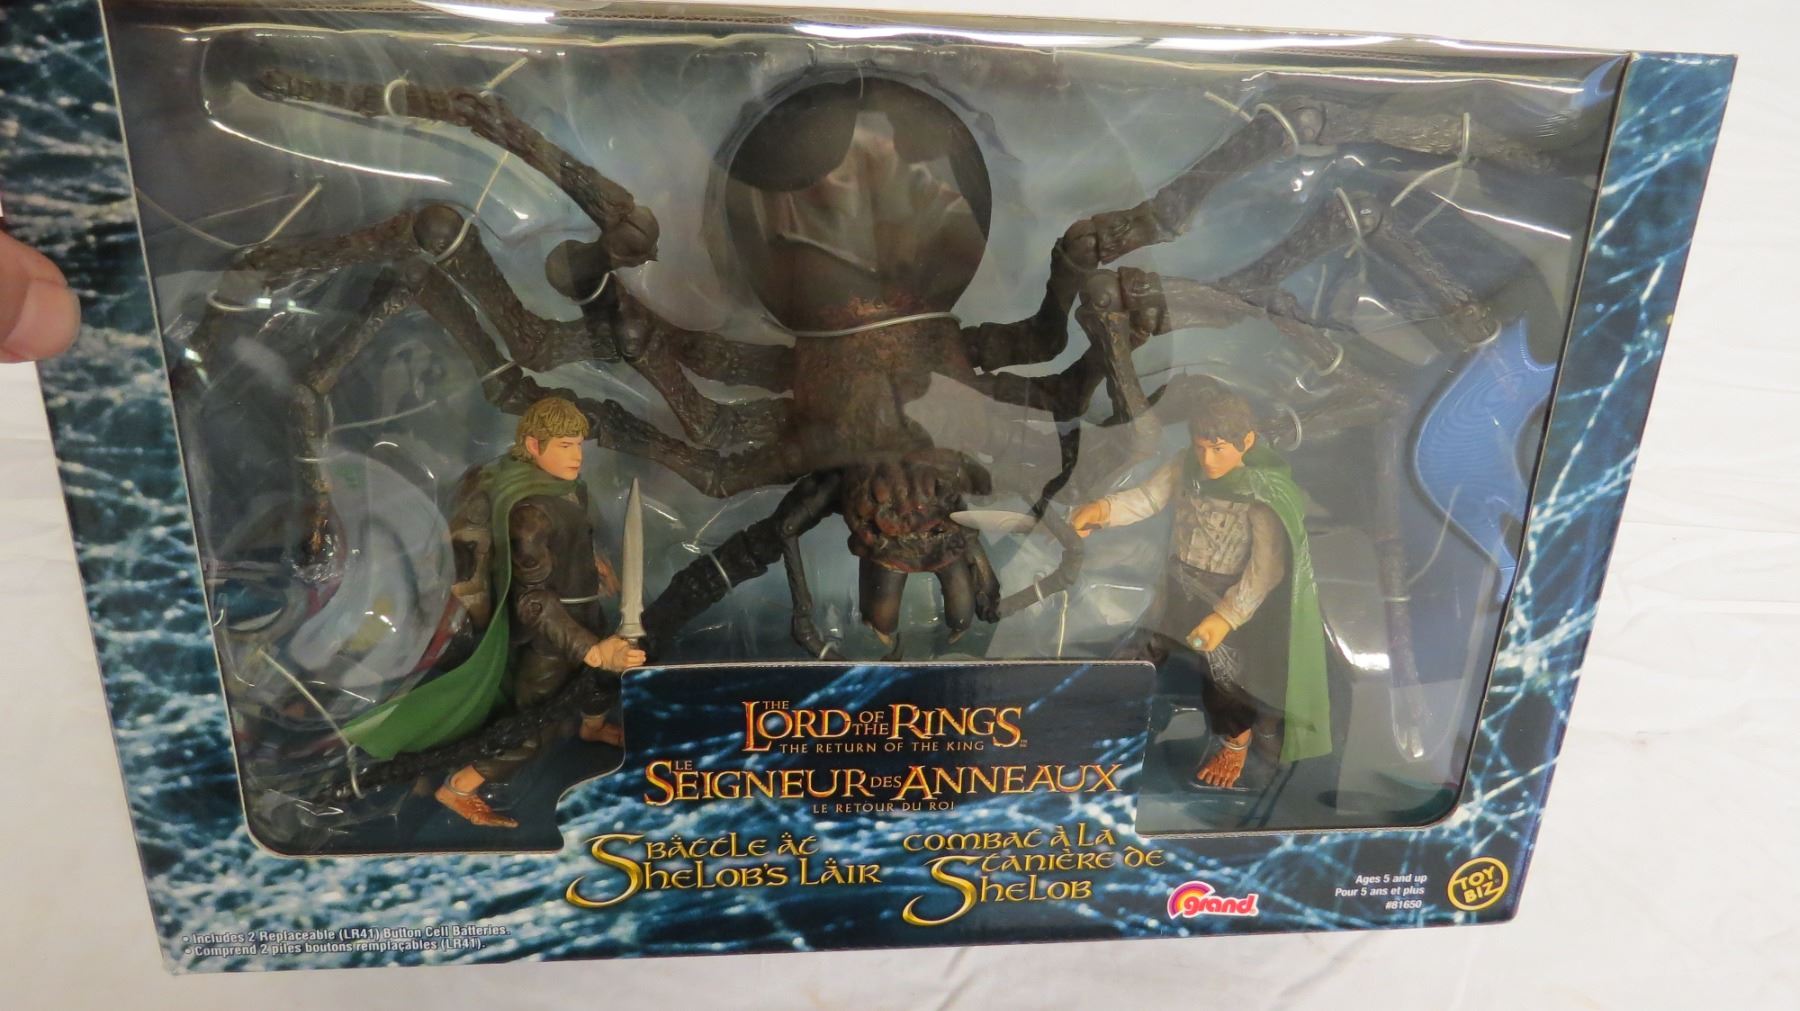 THE LORD OF THE RINGS™
THE RETURN OF THE KING
LE SEIGNEUR DES ANNEAUX
LE RETOUR DU ROI
BATTLE AT
SHELOB'S LAIR
COMBAT À LA
TANIÈRE DE
SHELOB
• Includes 2 Replaceable (LR41) Button Cell Batteries.
• Comprend 2 piles boutons remplaçables (LR41).
grand
Ages 5 and up
Pour 5 ans et plus
#81650
TOY
BIZ